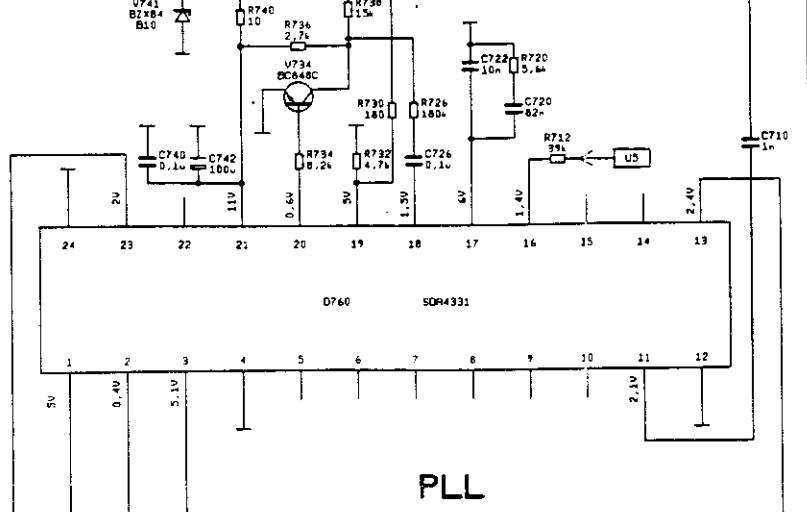 V741
BZX84
B10
R740
10
R738
15k
R736
2,7k
V734
BC848C
C722
10n
R720
5,6k
R730
180
R726
180k
C720
82n
C710
1n
R712
39k
U5
C740
0,1u
C742
100u
R734
8,2k
R732
4,7k
C726
0,1u
2V
11V
0,6V
5V
1,5V
6V
1,4V
2,4V
24 23 22 21 20 19 18 17 16 15 14 13
D760 SDA4331
1 2 3 4 5 6 7 8 9 10 11 12
5V
0,4V
5,1V
2,1V
PLL